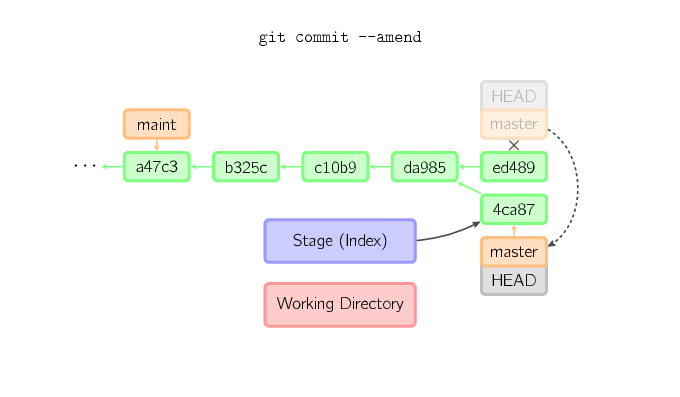 git commit --amend
HEAD
master
maint
... a47c3 b325c c10b9 da985 ed489
4ca87
Stage (Index)
master
HEAD
Working Directory